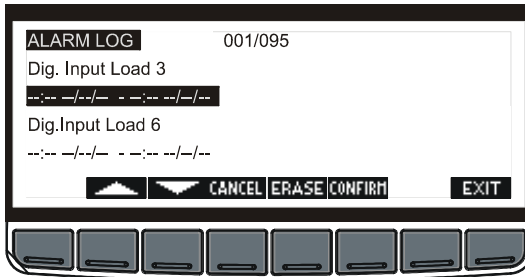 ALARM LOG 001/095
Dig. Input Load 3
--:-- --/--/-- - --:-- --/--/--
Dig.Input Load 6
--:-- --/--/-- - --:-- --/--/--
CANCEL ERASE CONFIRM EXIT